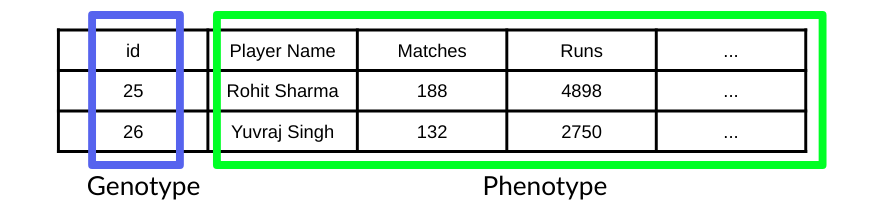 id Player Name Matches Runs ...
25 Rohit Sharma 188 4898 ...
26 Yuvraj Singh 132 2750 ...
Genotype Phenotype